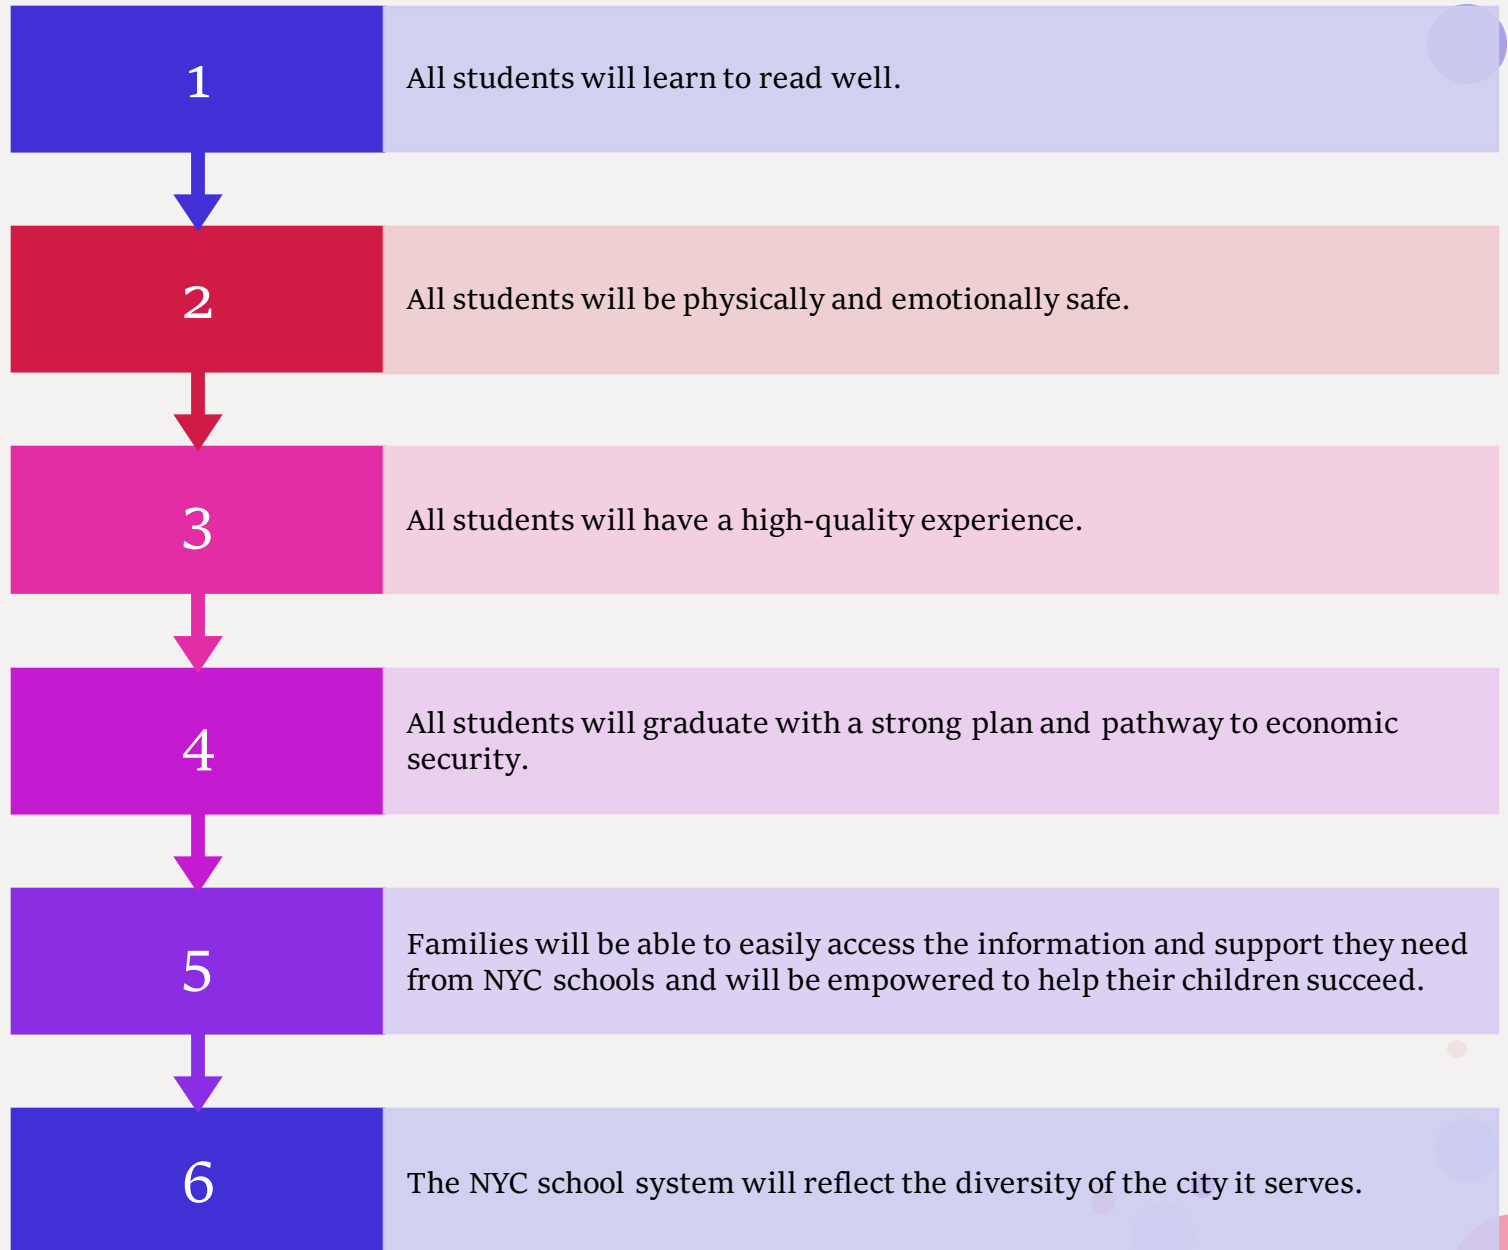 1
All students will learn to read well.
2
All students will be physically and emotionally safe.
3
All students will have a high-quality experience.
4
All students will graduate with a strong plan and pathway to economic
security.
5
Families will be able to easily access the information and support they need
from NYC schools and will be empowered to help their children succeed.
6
The NYC school system will reflect the diversity of the city it serves.